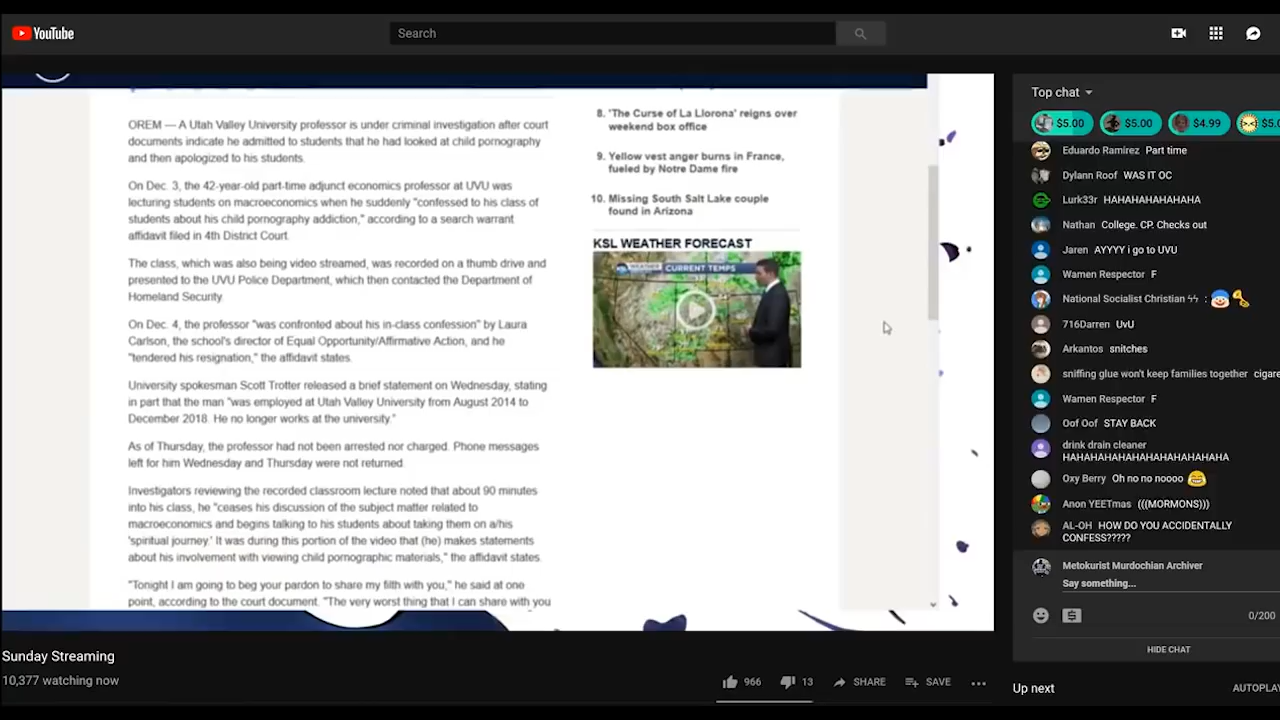 YouTube
Search
OREM — A Utah Valley University professor is under criminal investigation after court
documents indicate he admitted to students that he had looked at child pornography
and then apologized to his students.
On Dec. 3, the 42-year-old part-time adjunct economics professor at UVU was
lecturing students on macroeconomics when he suddenly "confessed to his class of
students about his child pornography addiction," according to a search warrant
affidavit filed in 4th District Court.
The class, which was also being video streamed, was recorded on a thumb drive and
presented to the UVU Police Department, which then contacted the Department of
Homeland Security.
On Dec. 4, the professor "was confronted about his in-class confession" by Laura
Carlson, the school's director of Equal Opportunity/Affirmative Action, and he
"tendered his resignation," the affidavit states.
University spokesman Scott Trotter released a brief statement on Wednesday, stating
in part that the man "was employed at Utah Valley University from August 2014 to
December 2018. He no longer works at the university."
As of Thursday, the professor had not been arrested nor charged. Phone messages
left for him Wednesday and Thursday were not returned
Investigators reviewing the recorded classroom lecture noted that about 90 minutes
into his class, he "ceases his discussion of the subject matter related to
macroeconomics and begins talking to his students about taking them on a/his
'spiritual journey.' It was during this portion of the video that (he) makes statements
about his involvement with viewing child pornographic materials," the affidavit states.
"Tonight I am going to beg your pardon to share my filth with you," he said at one
point, according to the court document. "The very worst thing that I can share with you
8. 'The Curse of La Llorona' reigns over
weekend box office
9. Yellow vest anger burns in France,
fueled by Notre Dame fire
10. Missing South Salt Lake couple
found in Arizona
KSL WEATHER FORECAST
CURRENT TEMPS
Sunday Streaming
10,377 watching now
966
13
SHARE
SAVE
Top chat
$5.00
$5.00
$4.99
$5.0
Eduardo Ramirez Part time
Dylann Roof WAS IT OC
Lurk33r HAHAHAHAHAHAHA
Nathan College. CP. Checks out
Jaren AYYYY i go to UVU
Wamen Respector F
National Socialist Christian ϟϟ :🤡🔑
716Darren UvU
Arkantos snitches
sniffing glue won't keep families together cigare
Wamen Respector F
Oof Oof STAY BACK
drink drain cleaner
HAHAHAHAHAHAHAHAHAHAHA
Oxy Berry Oh no no noooo 😂
Anon YEETmas (((MORMONS)))
AL-OH HOW DO YOU ACCIDENTALLY
CONFESS?????
Metokurist Murdochian Archiver
Say something...
0/200
HIDE CHAT
Up next
AUTOPLAY